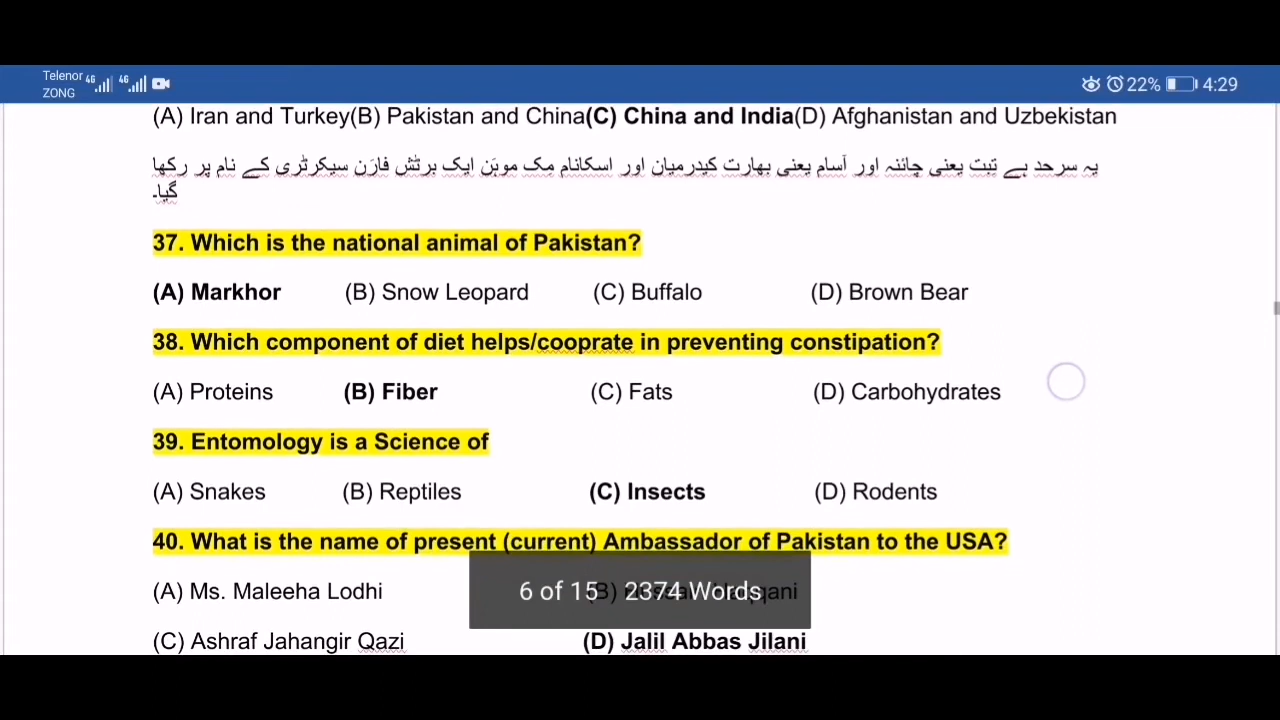 Telenor 4G 4G
ZONG 22% 4:29
(A) Iran and Turkey(B) Pakistan and China(C) China and India(D) Afghanistan and Uzbekistan
یہ سرحد ہے تبت یعنی چائنہ اور آسام یعنی بھارت کیدرمیان اور اسکانام مک موہَن ایک برٹش فارَن سیکرٹری کے نام پر رکھا
گیا۔
37. Which is the national animal of Pakistan?
(A) Markhor (B) Snow Leopard (C) Buffalo (D) Brown Bear
38. Which component of diet helps/cooprate in preventing constipation?
(A) Proteins (B) Fiber (C) Fats (D) Carbohydrates
39. Entomology is a Science of
(A) Snakes (B) Reptiles (C) Insects (D) Rodents
40. What is the name of present (current) Ambassador of Pakistan to the USA?
(A) Ms. Maleeha Lodhi (B)
6 of 15 2374 Words
(C) Ashraf Jahangir Qazi (D) Jalil Abbas Jilani